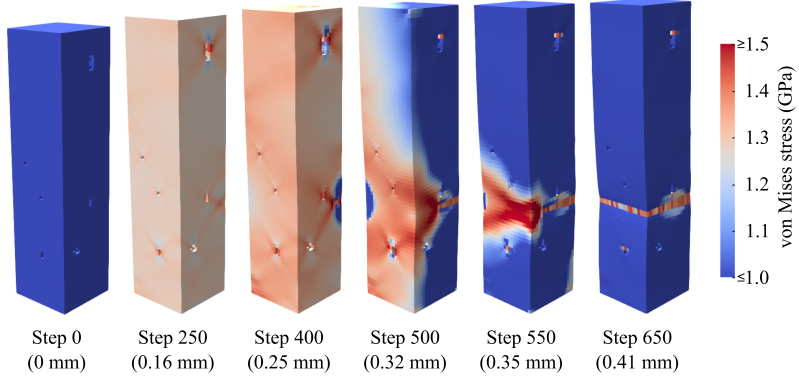 ≥1.5
1.4
1.3
1.2
1.1
≤1.0
von Mises stress (GPa)
Step 0
(0 mm)
Step 250
(0.16 mm)
Step 400
(0.25 mm)
Step 500
(0.32 mm)
Step 550
(0.35 mm)
Step 650
(0.41 mm)